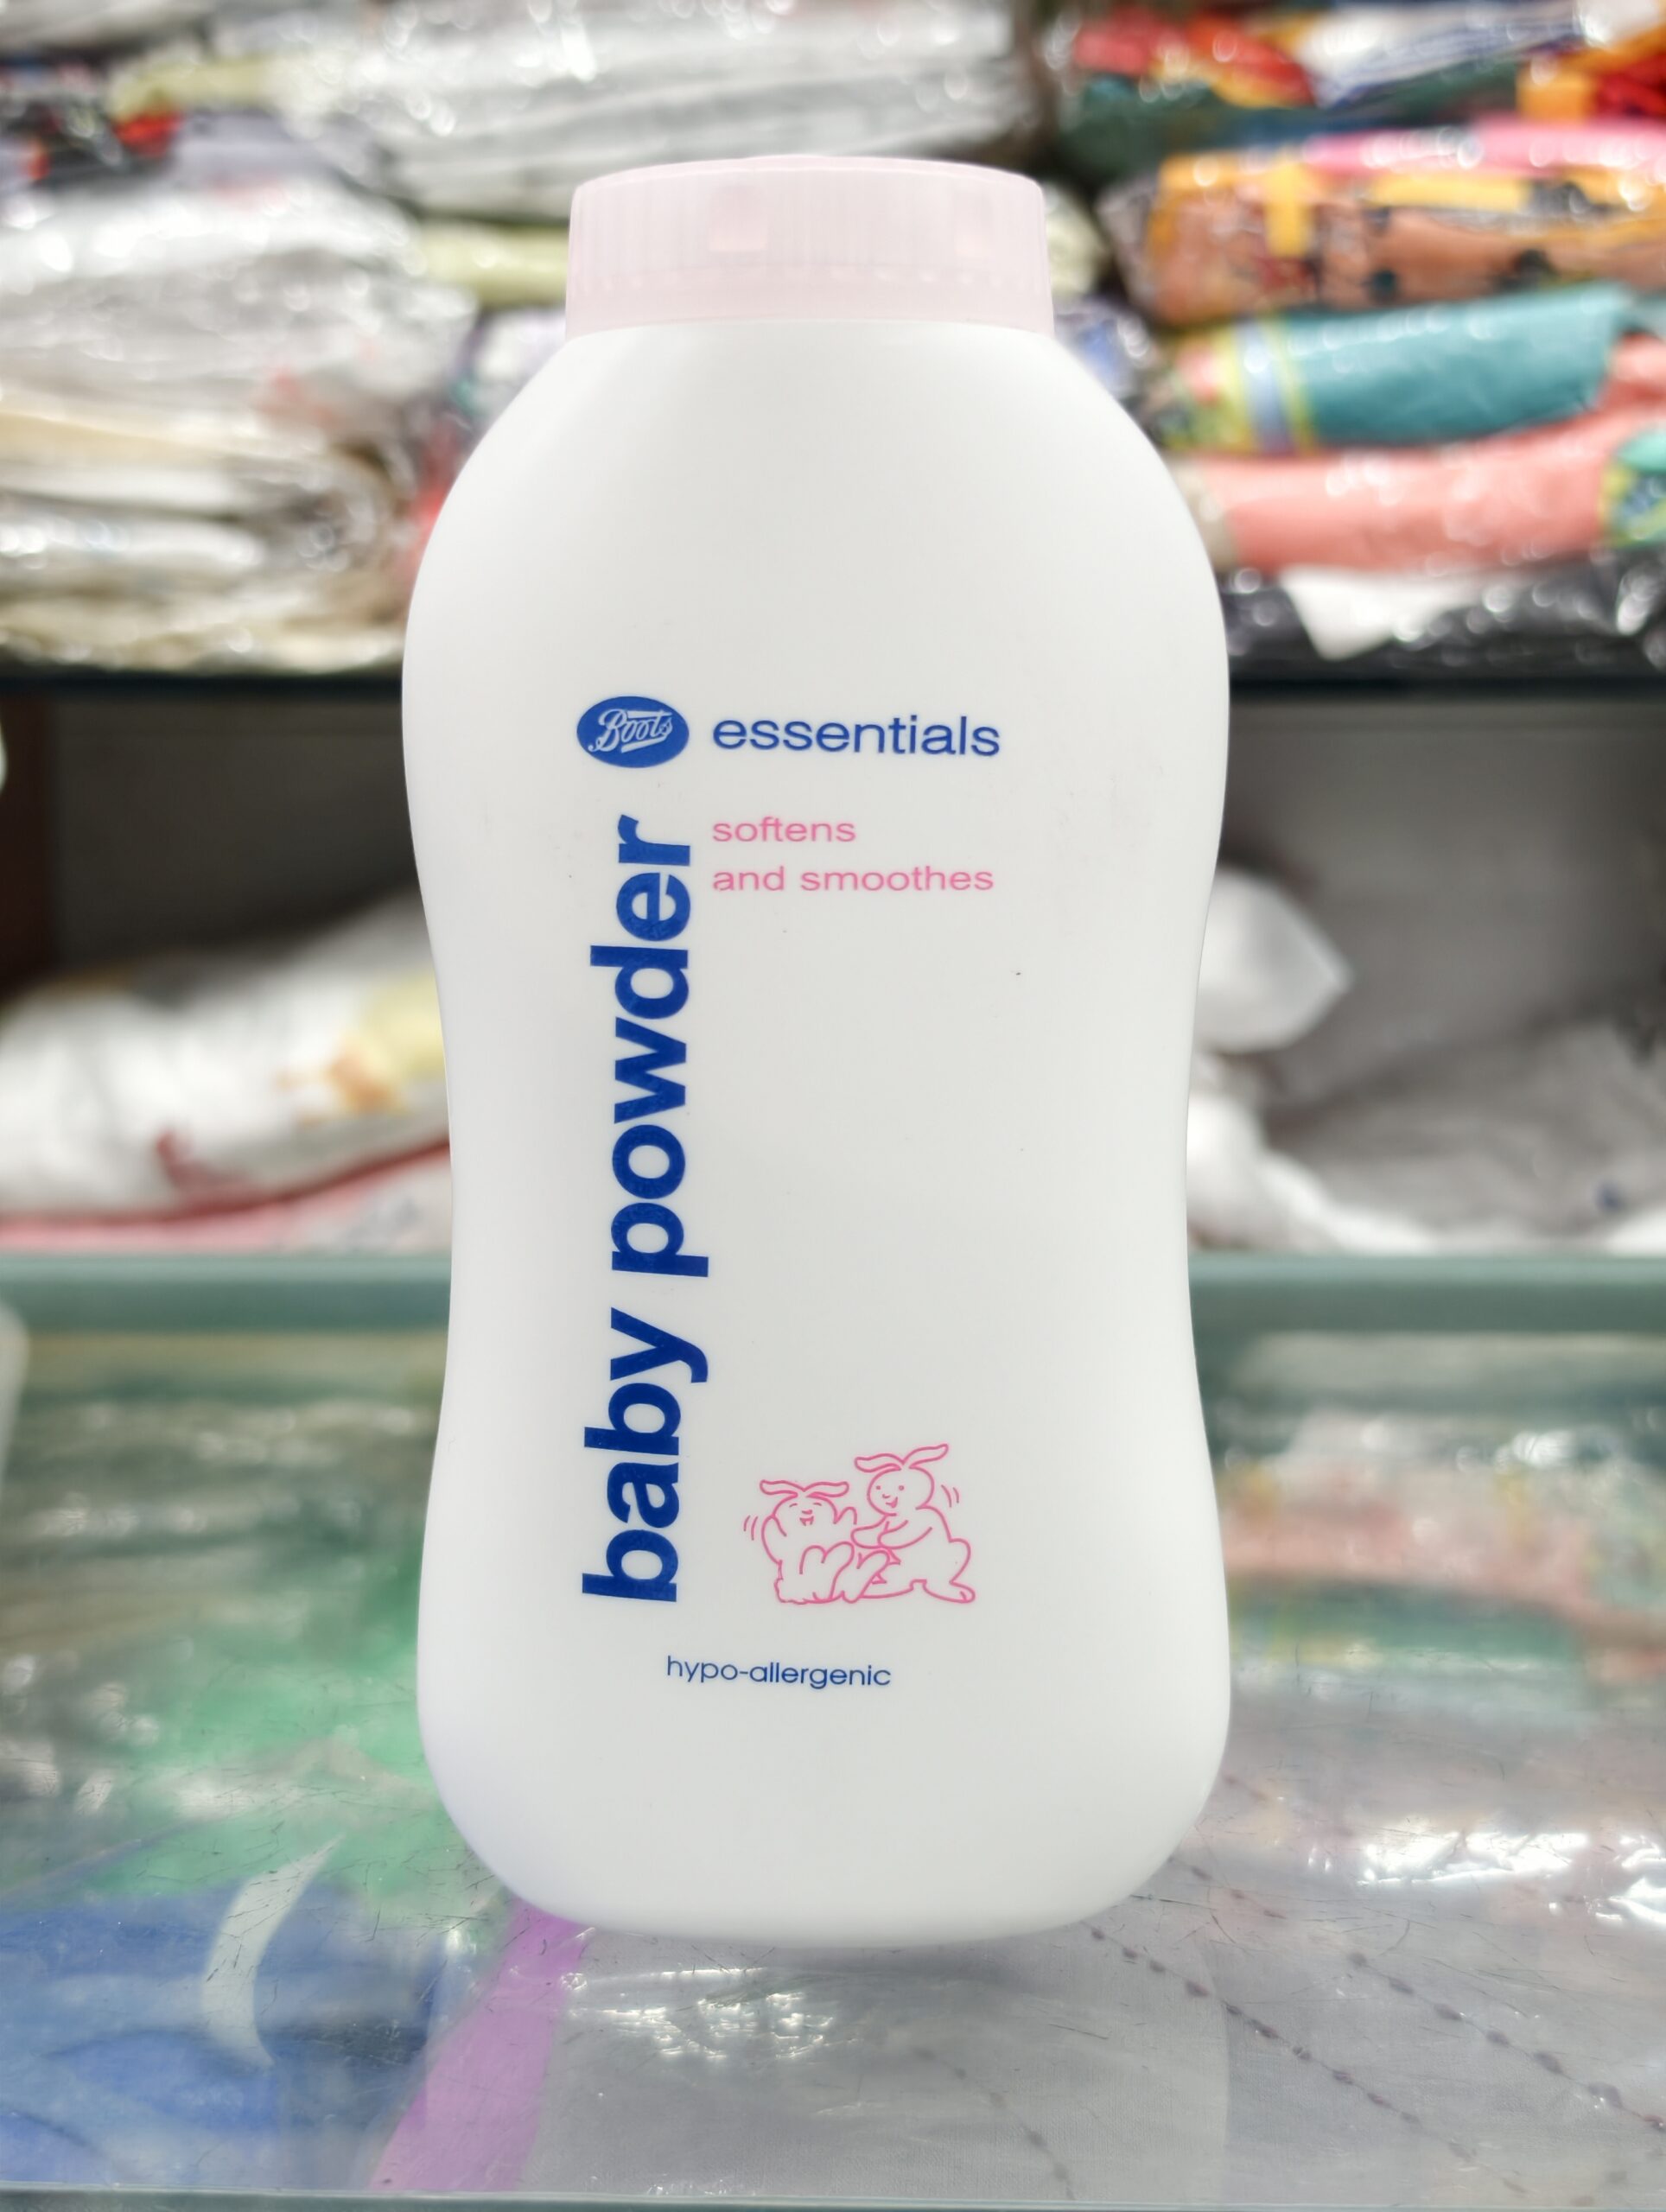 Boots essentials
softens
and smoothes
baby powder
hypo-allergenic